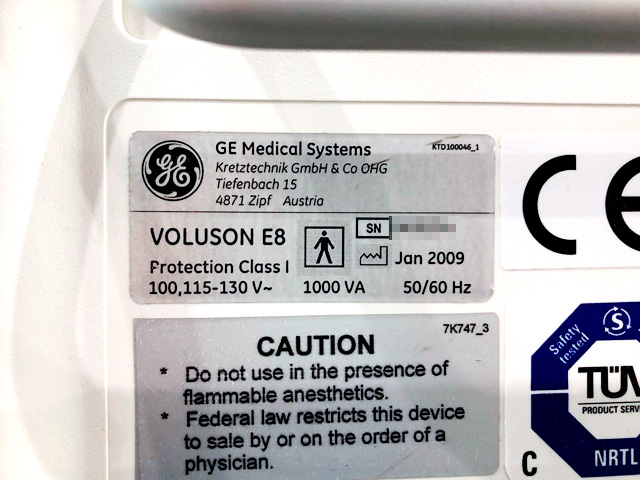 GE
GE Medical Systems
KTD100046_1
Kretztechnik GmbH & Co OHG
Tiefenbach 15
4871 Zipf Austria
VOLUSON E8
SN
Jan 2009
Protection Class I
100,115-130 V~ 1000 VA 50/60 Hz
CE
7K747_3
CAUTION
* Do not use in the presence of
flammable anesthetics.
* Federal law restricts this device
to sale by or on the order of a
physician.
Safety
tested
S
TÜV
PRODUCT
C
NRTL